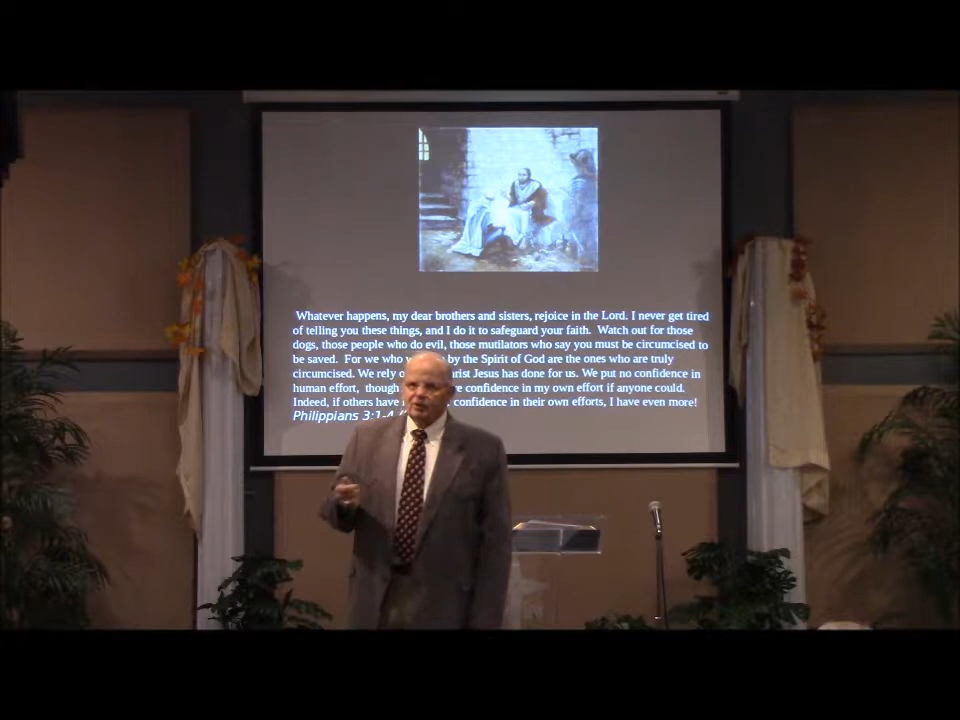 Whatever happens, my dear brothers and sisters, rejoice in the Lord. I never get tired
of telling you these things, and I do it to safeguard your faith. Watch out for those
dogs, those people who do evil, those mutilators who say you must be circumcised to
be saved. For we who by the Spirit of God are the ones who are truly
circumcised. We rely Jesus has done for us. We put no confidence in
human effort, though confidence in my own effort if anyone could.
Indeed, if others have confidence in their own efforts, I have even more!
Philippians 3:1-4